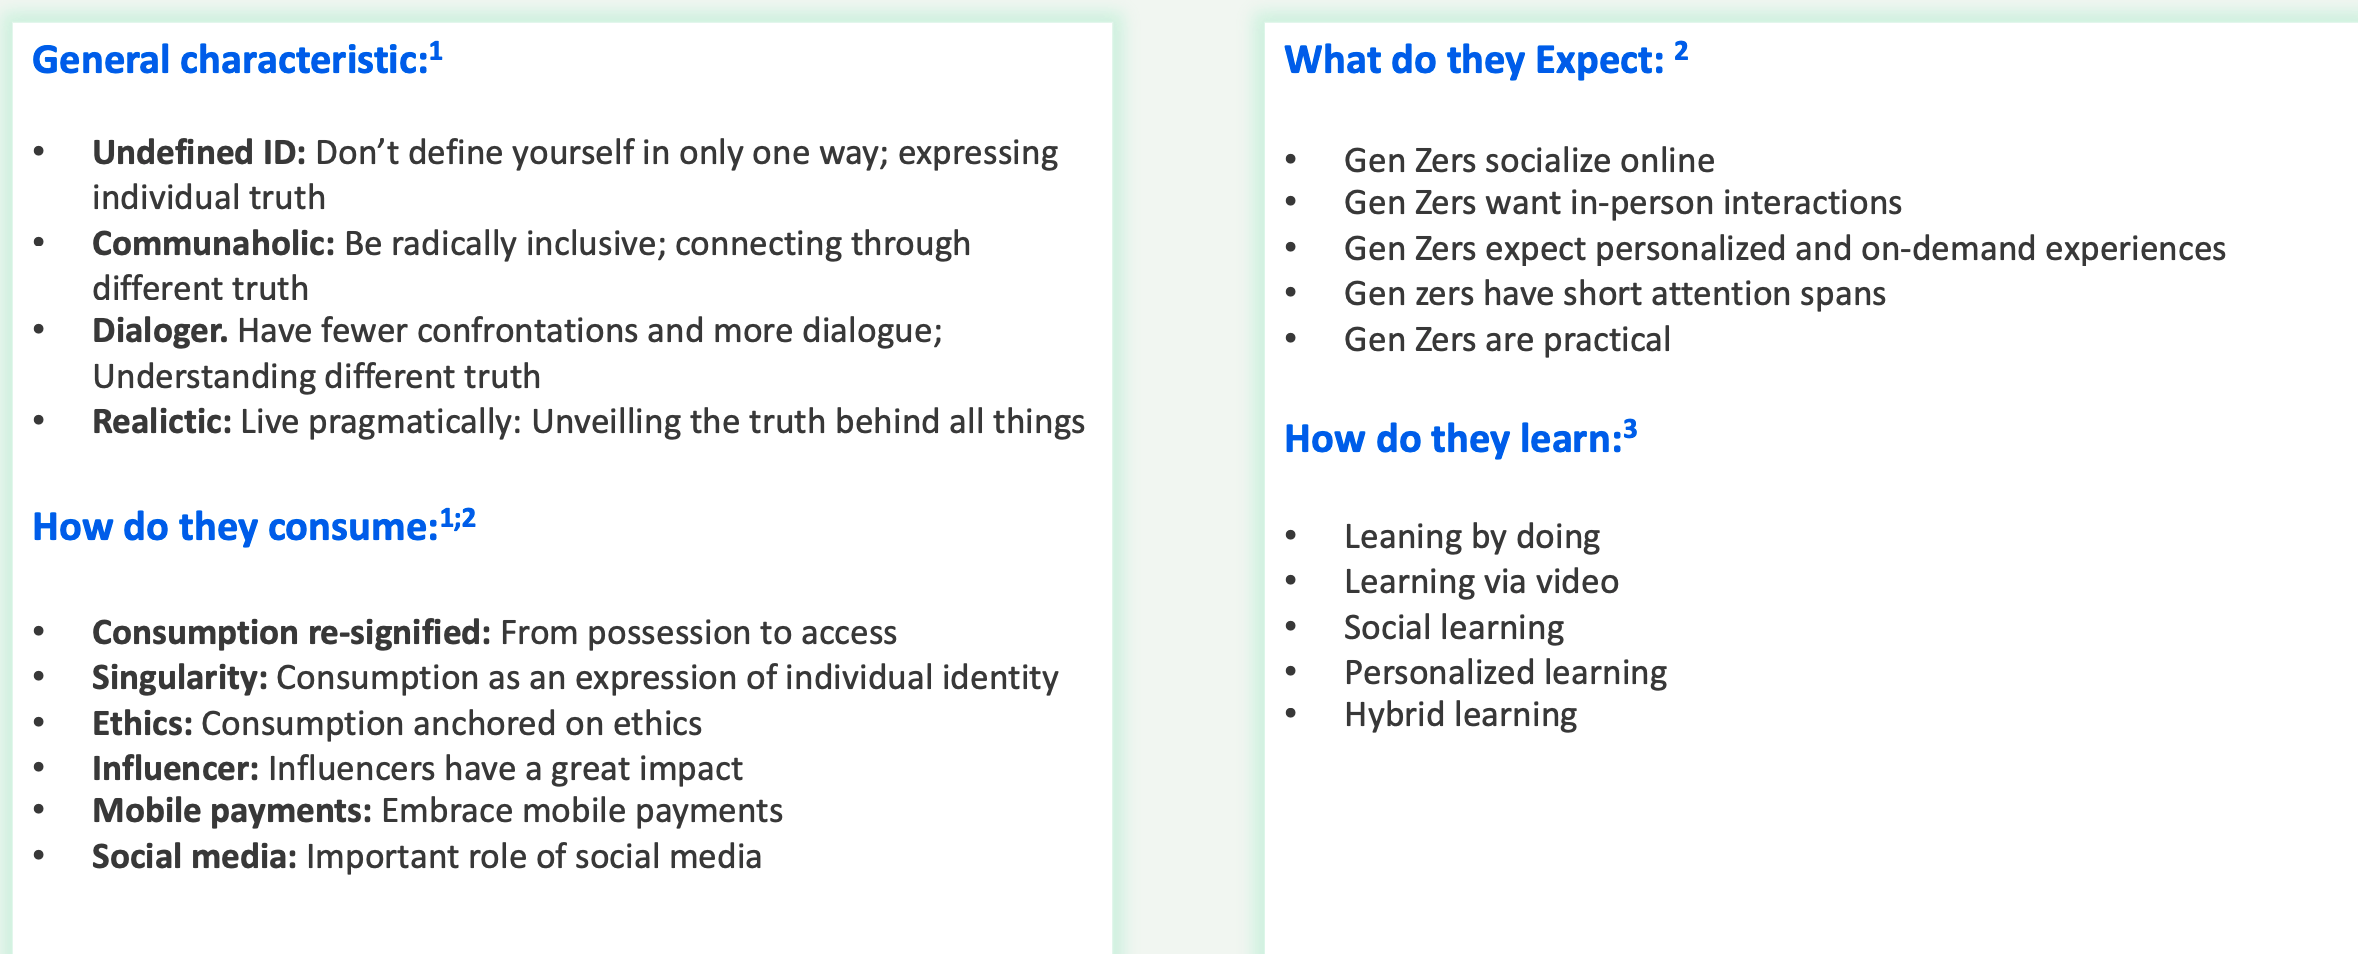 General characteristic:1
• Undefined ID: Don’t define yourself in only one way; expressing
individual truth
• Communaholic: Be radically inclusive; connecting through
different truth
• Dialoger. Have fewer confrontations and more dialogue;
Understanding different truth
• Realictic: Live pragmatically: Unveilling the truth behind all things
How do they consume:1;2
• Consumption re-signified: From possession to access
• Singularity: Consumption as an expression of individual identity
• Ethics: Consumption anchored on ethics
• Influencer: Influencers have a great impact
• Mobile payments: Embrace mobile payments
• Social media: Important role of social media
What do they Expect: 2
• Gen Zers socialize online
• Gen Zers want in-person interactions
• Gen Zers expect personalized and on-demand experiences
• Gen zers have short attention spans
• Gen Zers are practical
How do they learn:3
• Leaning by doing
• Learning via video
• Social learning
• Personalized learning
• Hybrid learning